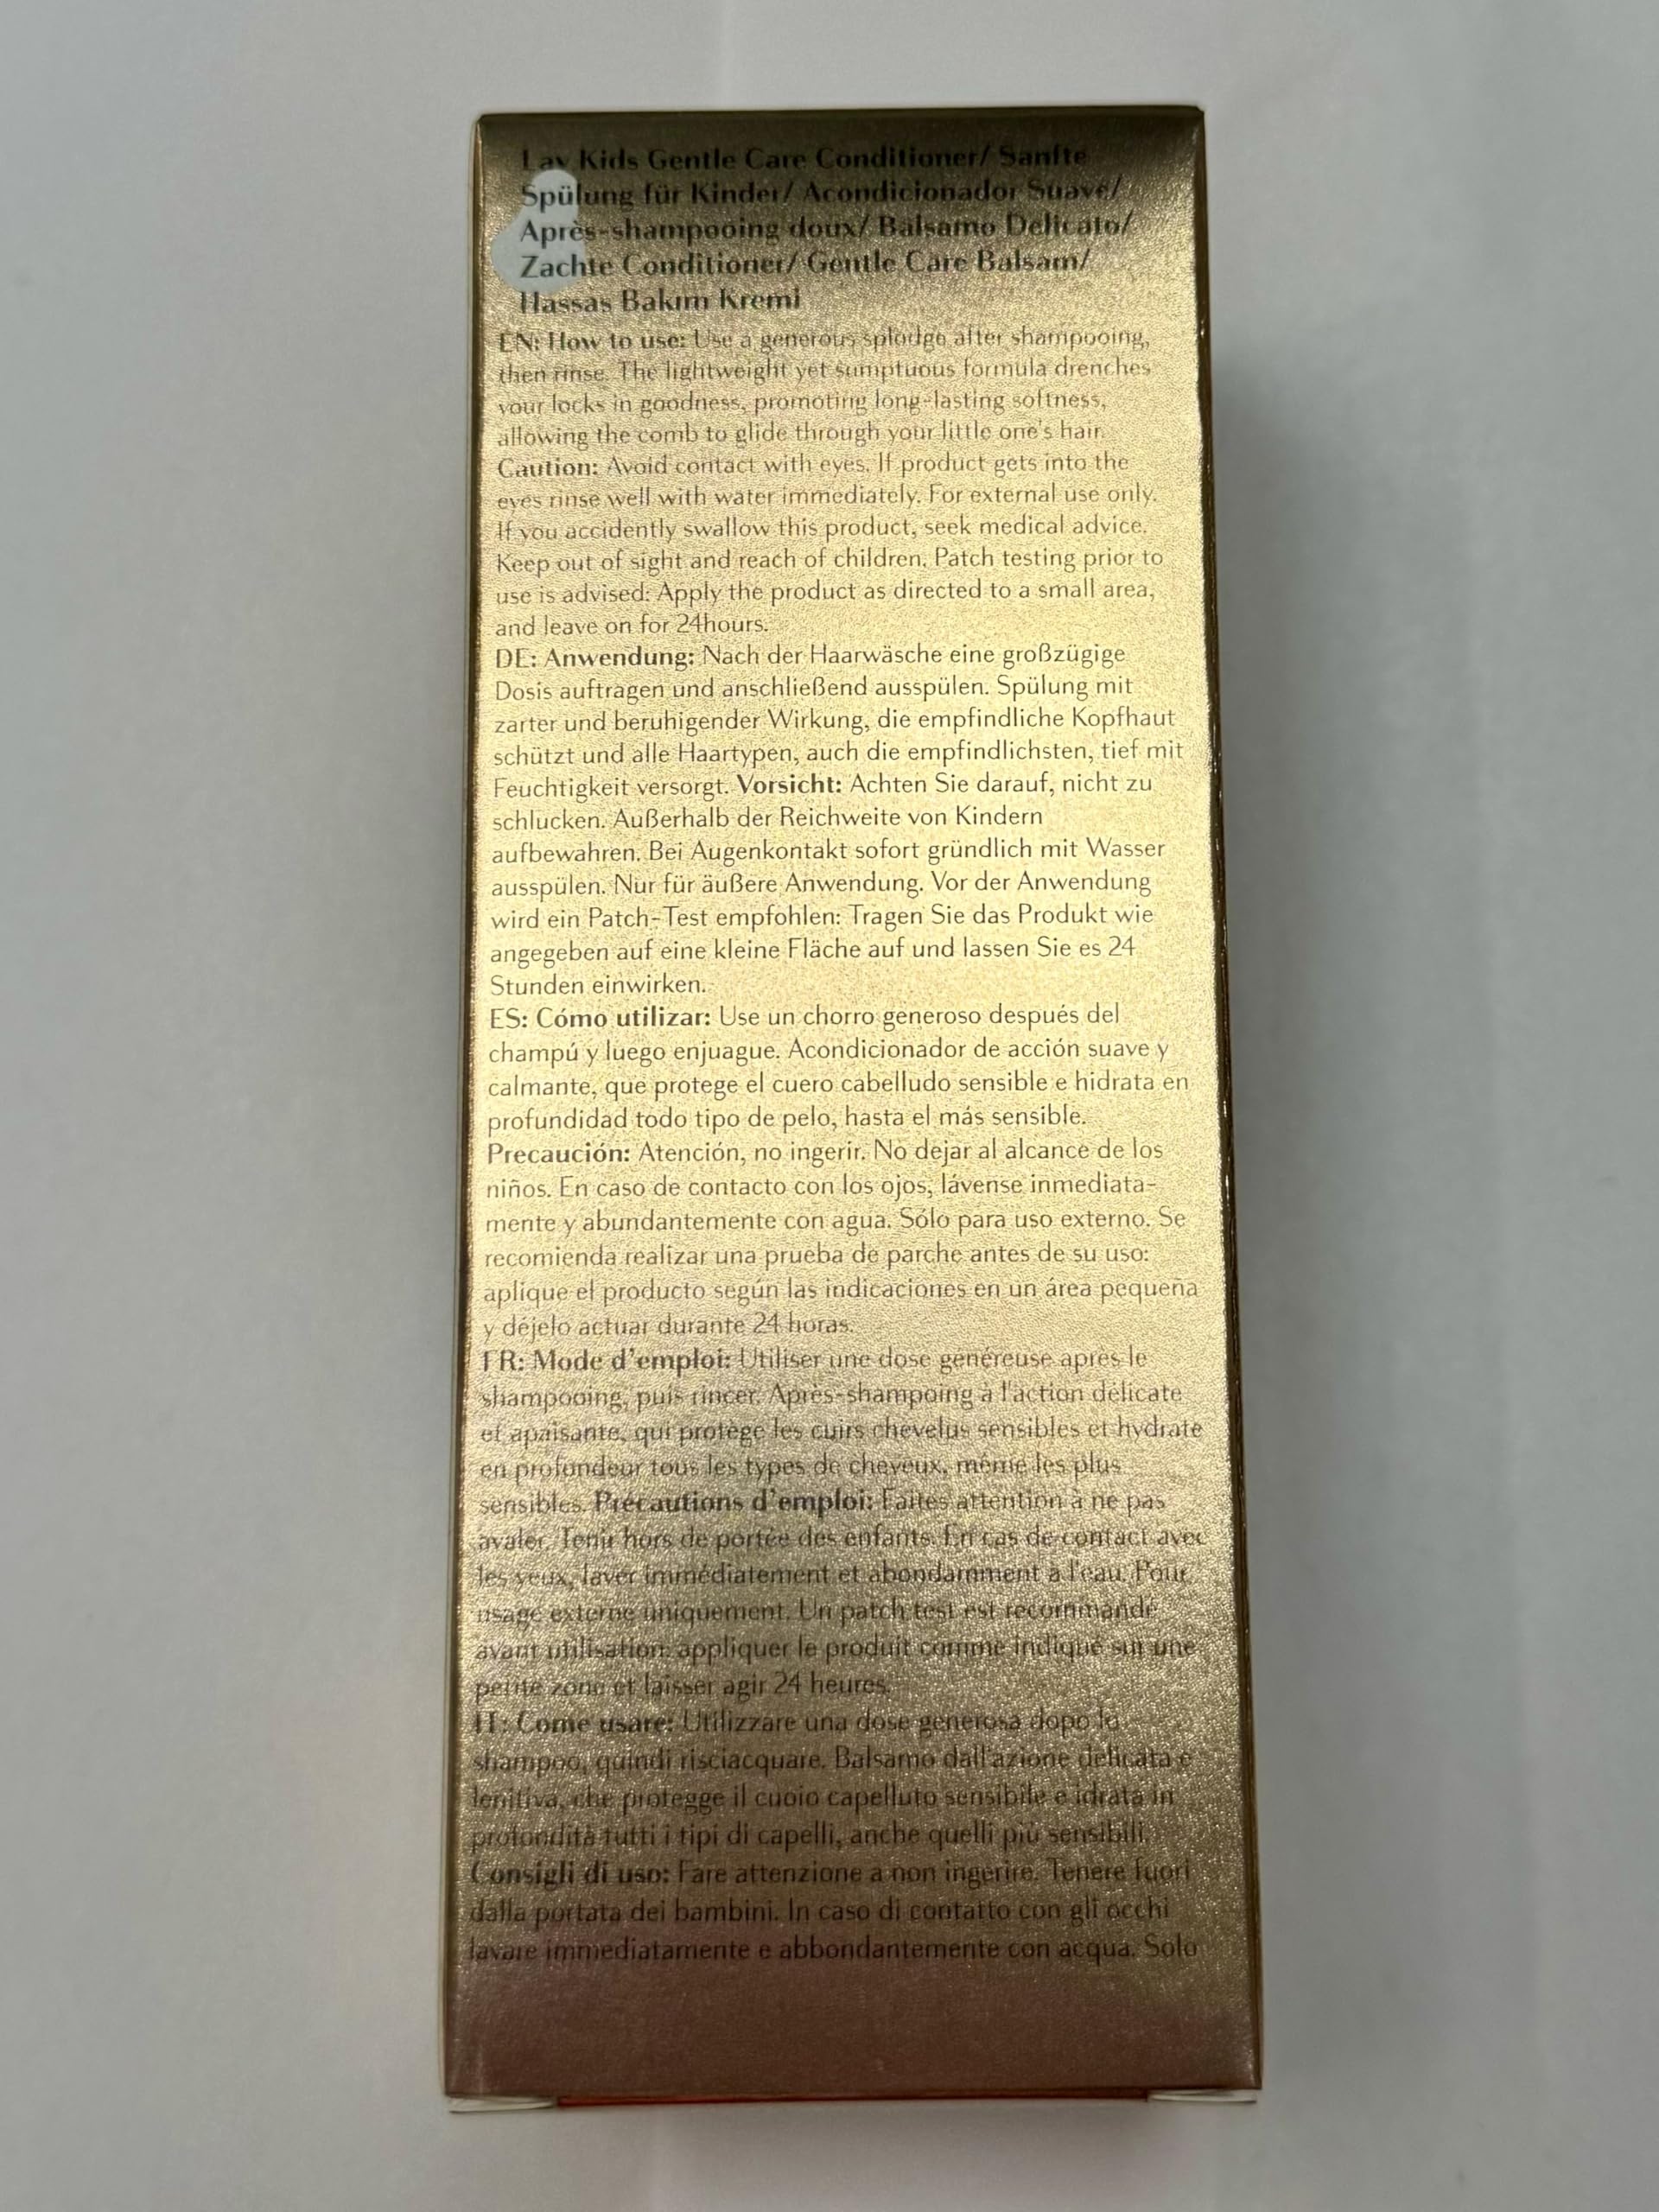 Lav Kids Gentle Care Conditioner/ Sanfte
Spülung für Kinder/ Acondicionador Suave/
Après-shampooing doux/ Balsamo Delicato/
Zachte Conditioner/ Gentle Care Balsam/
Hassas Bakım Kremi
EN: How to use: Use a generous splodge after shampooing,
then rinse. The lightweight yet sumptuous formula drenches
your locks in goodness, promoting long-lasting softness,
allowing the comb to glide through your little one's hair.
Caution: Avoid contact with eyes. If product gets into the
eyes rinse well with water immediately. For external use only.
If you accidently swallow this product, seek medical advice.
Keep out of sight and reach of children. Patch testing prior to
use is advised: Apply the product as directed to a small area,
and leave on for 24hours.
DE: Anwendung: Nach der Haarwäsche eine großzügige
Dosis auftragen und anschließend ausspülen. Spülung mit
zarter und beruhigender Wirkung, die empfindliche Kopfhaut
schützt und alle Haartypen, auch die empfindlichsten, tief mit
Feuchtigkeit versorgt. Vorsicht: Achten Sie darauf, nicht zu
schlucken. Außerhalb der Reichweite von Kindern
aufbewahren. Bei Augenkontakt sofort gründlich mit Wasser
ausspülen. Nur für äußere Anwendung. Vor der Anwendung
wird ein Patch-Test empfohlen: Tragen Sie das Produkt wie
angegeben auf eine kleine Fläche auf und lassen Sie es 24
Stunden einwirken.
ES: Cómo utilizar: Use un chorro generoso después del
champú y luego enjuague. Acondicionador de acción suave y
calmante, que protege el cuero cabelludo sensible e hidrata en
profundidad todo tipo de pelo, hasta el más sensible.
Precaución: Atención, no ingerir. No dejar al alcance de los
niños. En caso de contacto con los ojos, lávense inmediata-
mente y abundantemente con agua. Sólo para uso externo. Se
recomienda realizar una prueba de parche antes de su uso:
aplique el producto según las indicaciones en un área pequeña
y déjelo actuar durante 24 horas.
FR: Mode d'emploi: Utiliser une dose généreuse après le
shampooing, puis rincer. Après-shampoing à l'action délicate
et apaisante, qui protège les cuirs chevelus sensibles et hydrate
en profondeur tous les types de cheveux, même les plus
sensibles. Précautions d'emploi: Faites attention à ne pas
avaler. Tenir hors de portée des enfants. En cas de contact avec
les yeux, laver immédiatement et abondamment à l'eau. Pour
usage externe uniquement. Un patch test est recommandé
avant utilisation: appliquer le produit comme indiqué sur une
petite zone et laisser agir 24 heures.
IT: Come usare: Utilizzare una dose generosa dopo lo
shampoo, quindi risciacquare. Balsamo dall'azione delicata e
lenitiva, che protegge il cuoio capelluto sensibile e idrata in
profondità tutti i tipi di capelli, anche quelli più sensibili.
Consigli di uso: Fare attenzione a non ingerire. Tenere fuori
dalla portata dei bambini. In caso di contatto con gli occhi
lavare immediatamente e abbondantemente con acqua. Solo